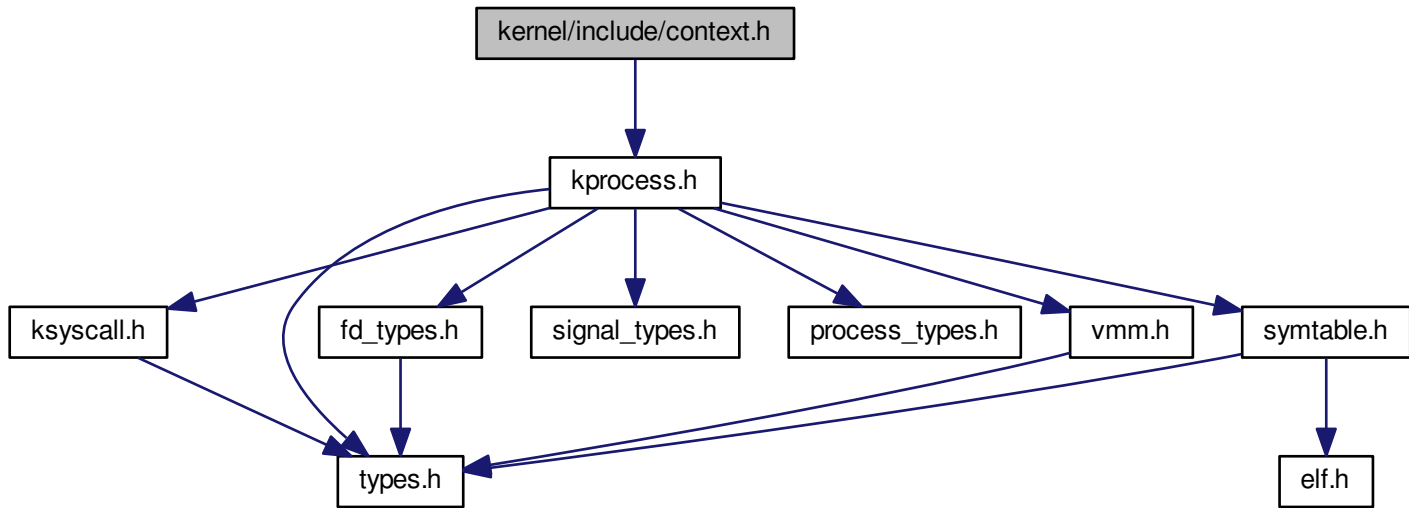 kernel/include/context.h
kprocess.h
ksyscall.h
fd_types.h
signal_types.h
process_types.h
vmm.h
symtable.h
types.h
elf.h